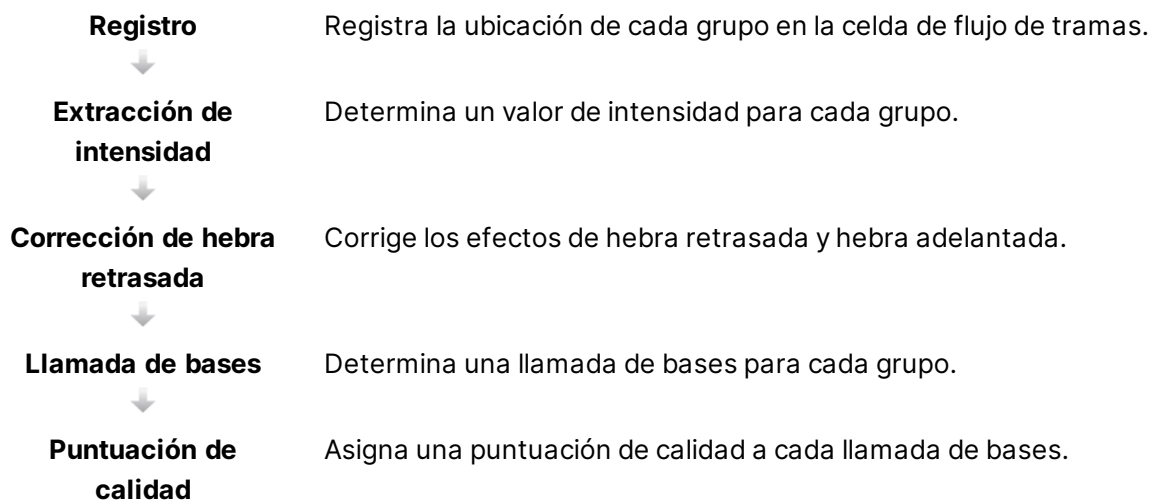 Registro
Registra la ubicación de cada grupo en la celda de flujo de tramas.
Extracción de
intensidad
Determina un valor de intensidad para cada grupo.
Corrección de hebra
retrasada
Corrige los efectos de hebra retrasada y hebra adelantada.
Llamada de bases
Determina una llamada de bases para cada grupo.
Puntuación de
calidad
Asigna una puntuación de calidad a cada llamada de bases.